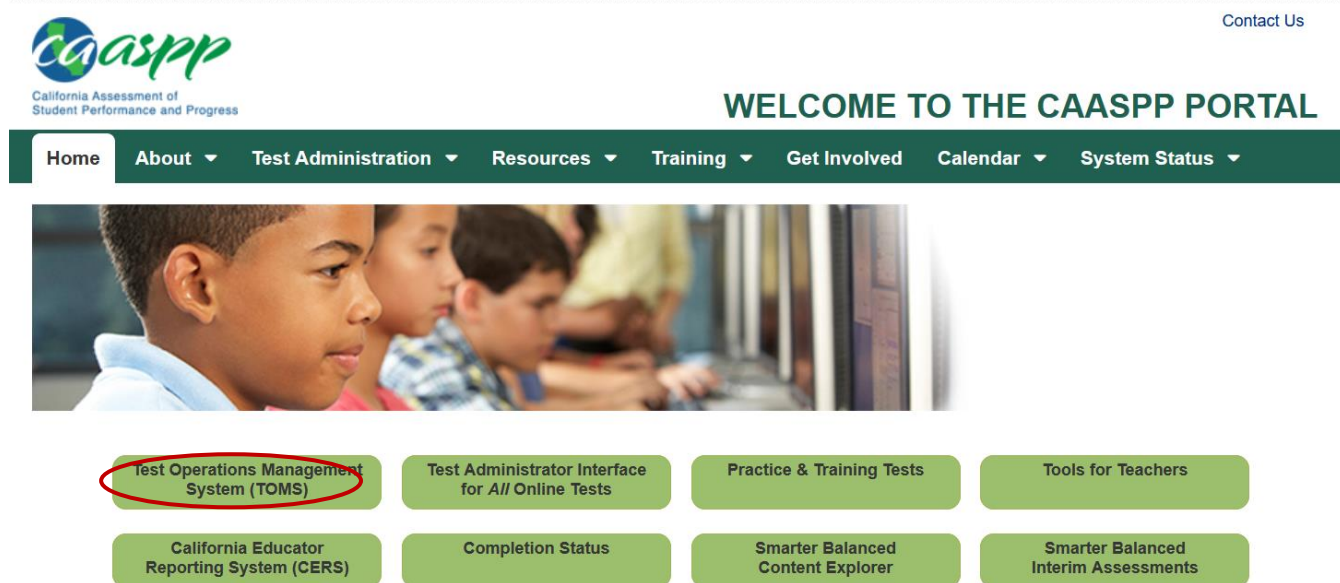 Contact Us
caaspp
California Assessment of
Student Performance and Progress
WELCOME TO THE CAASPP PORTAL
Home About Test Administration Resources Training Get Involved Calendar System Status
Test Operations Management
System (TOMS)
Test Administrator Interface
for All Online Tests
Practice & Training Tests
Tools for Teachers
California Educator
Reporting System (CERS)
Completion Status
Smarter Balanced
Content Explorer
Smarter Balanced
Interim Assessments